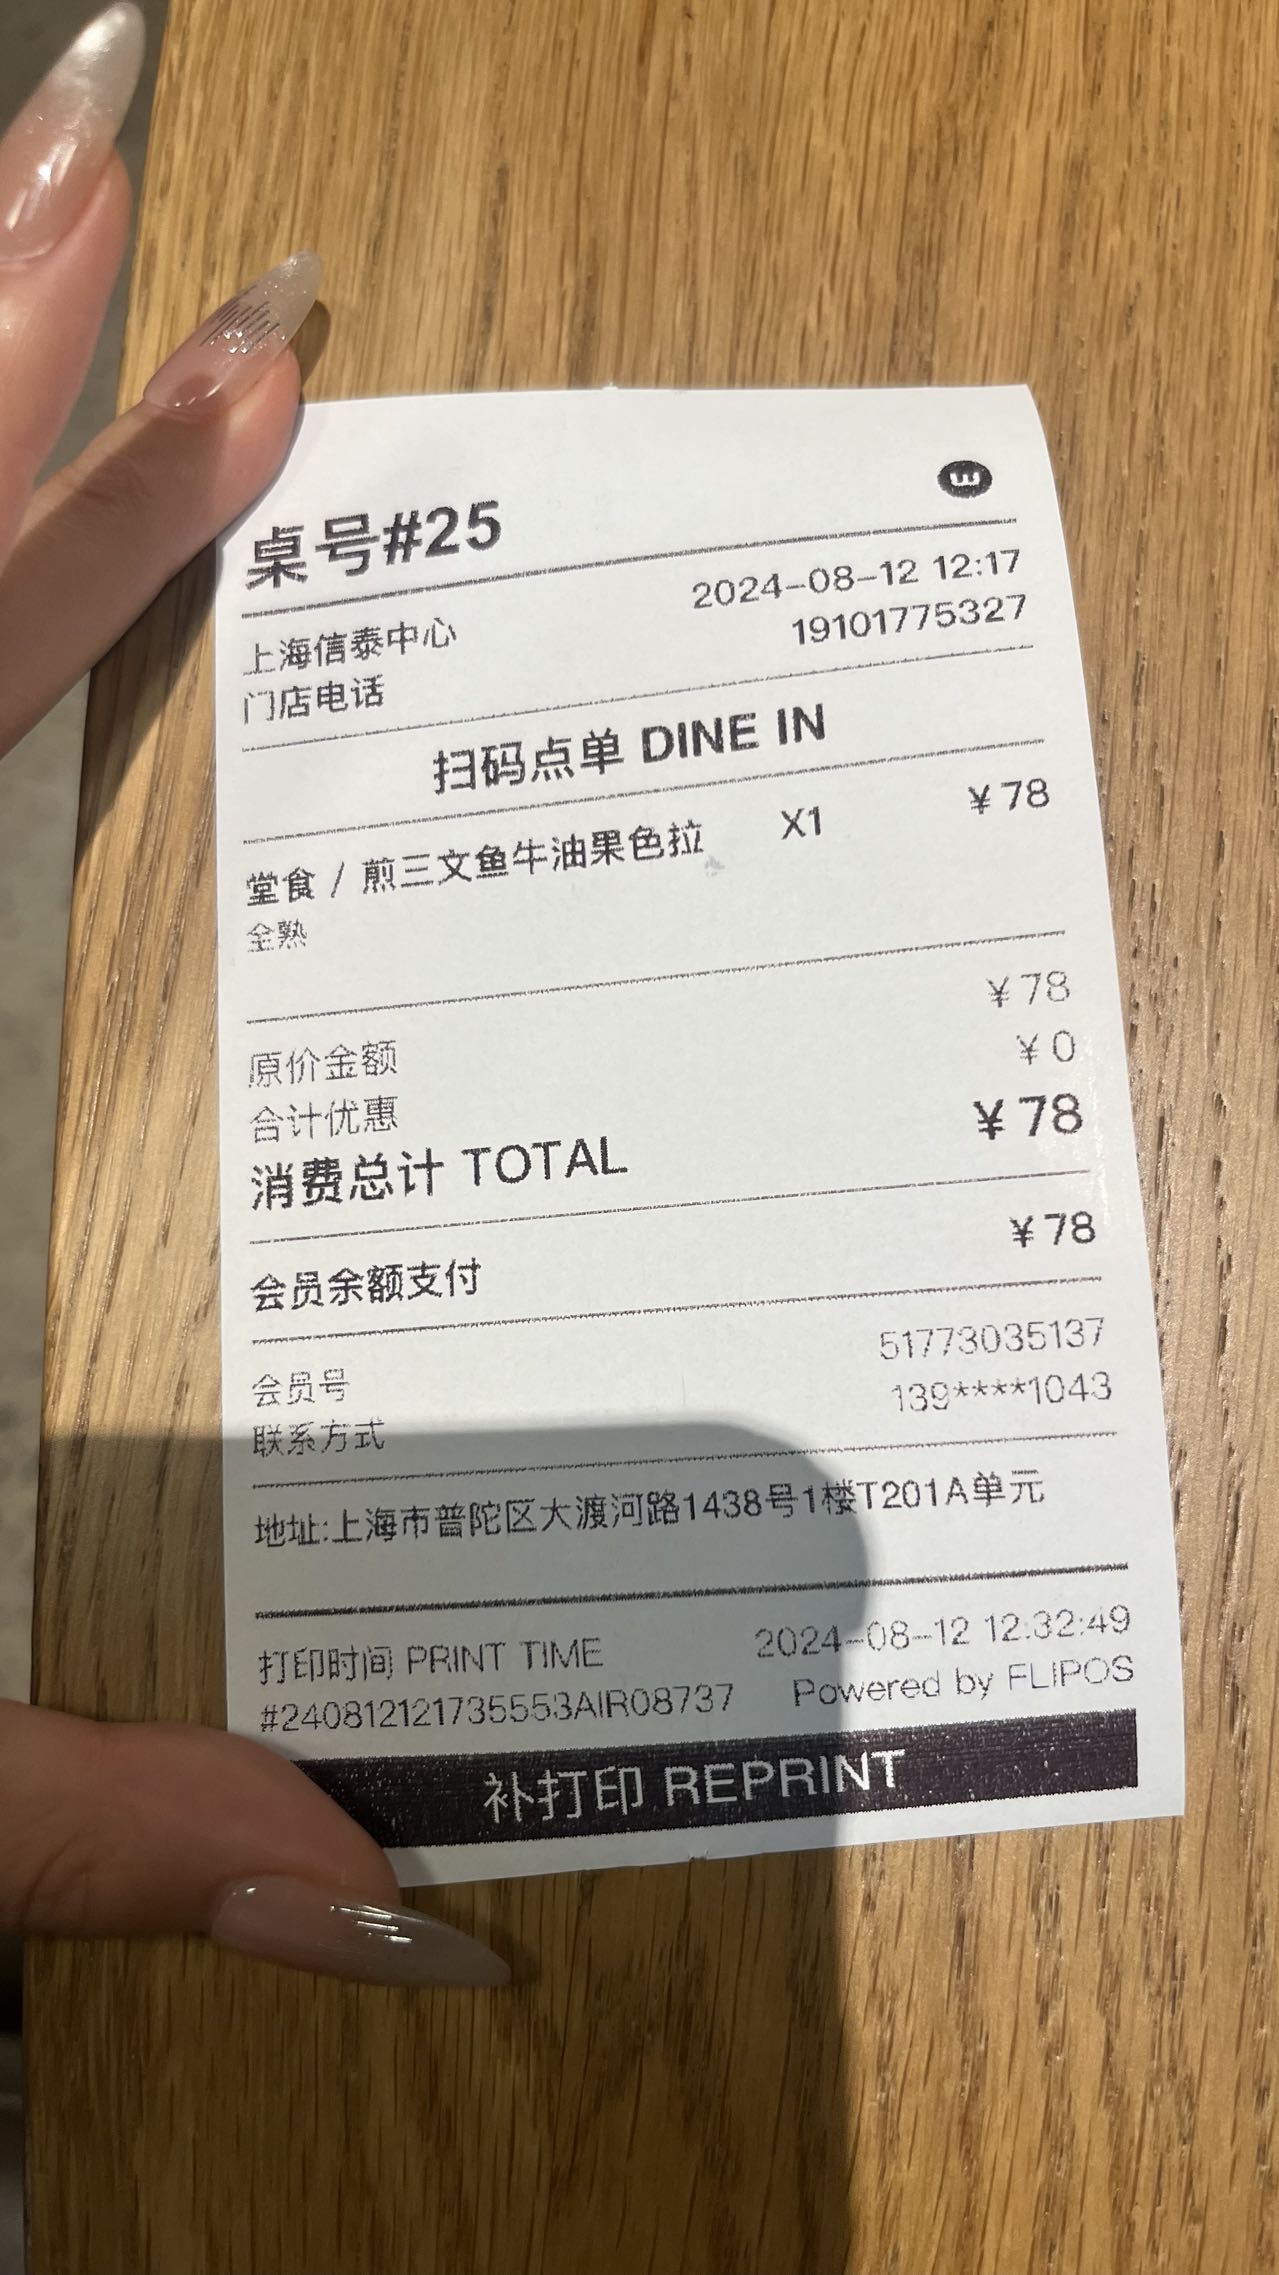 桌号#25
上海信泰中心 2024-08-12 12:17
门店电话 19101775327
扫码点单 DINE IN
堂食 / 煎三文鱼牛油果色拉 X1 ¥78
全熟
原价金额 ¥78
合计优惠 ¥0
消费总计 TOTAL ¥78
会员余额支付 ¥78
会员号 51773035137
联系方式 139****1043
地址:上海市普陀区大渡河路1438号1楼T201A单元
打印时间 PRINT TIME 2024-08-12 12:32:49
#240812121735553AIR08737 Powered by FLIPOS
补打印 REPRINT